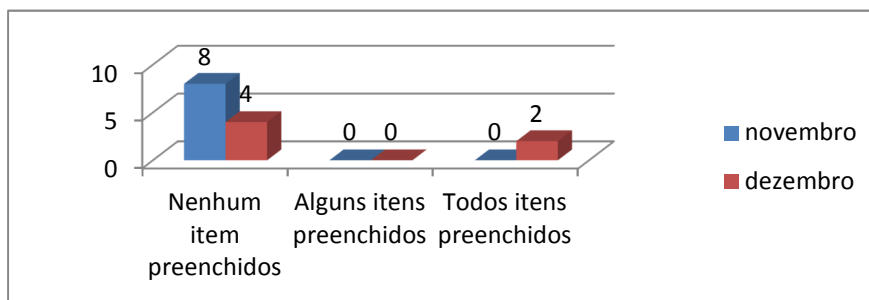 10
5
0
8
4
0
0
0
2
Nenhum
item
preenchidos
Alguns itens
preenchidos
Todos itens
preenchidos
novembro
dezembro